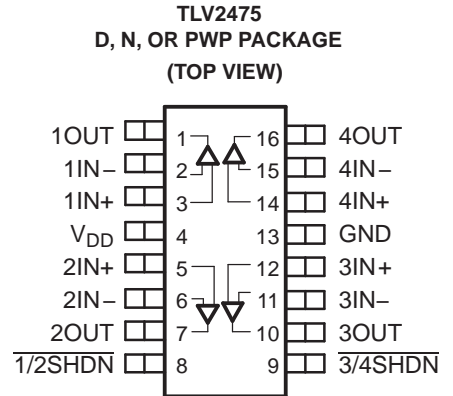 TLV2475
D, N, OR PWP PACKAGE
(TOP VIEW)
1OUT 1 16 4OUT
1IN− 2 15 4IN−
1IN+ 3 14 4IN+
VDD 4 13 GND
2IN+ 5 12 3IN+
2IN− 6 11 3IN−
2OUT 7 10 3OUT
1/2SHDN 8 9 3/4SHDN